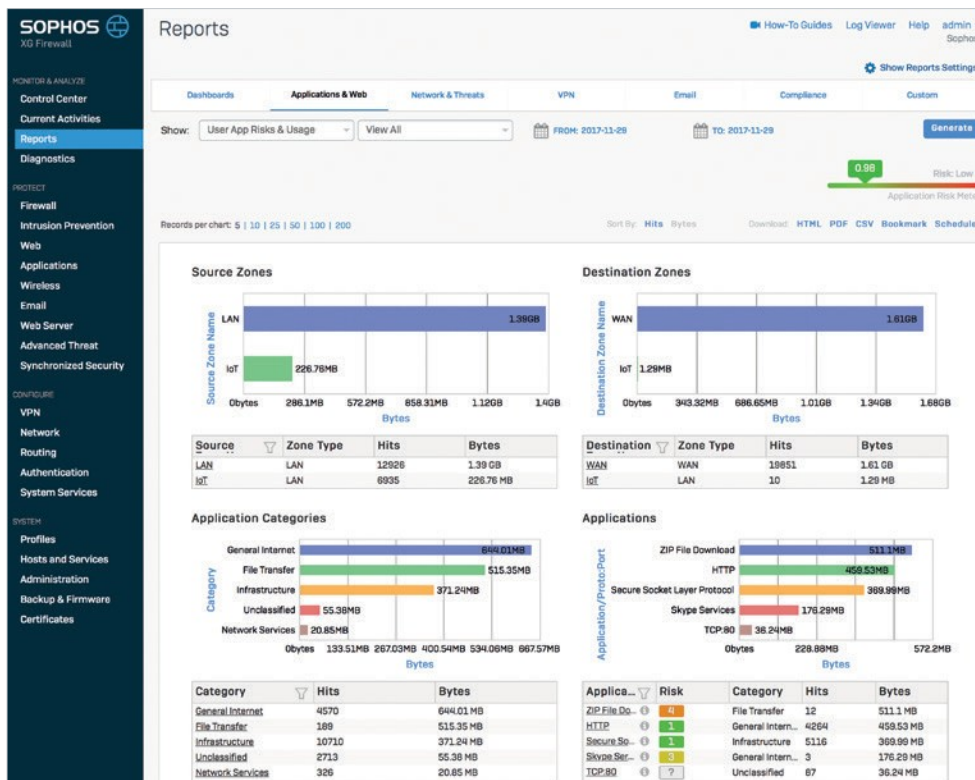 SOPHOS
XG Firewall
MONITOR & ANALYZE
Control Center
Current Activities
Reports
Diagnostics
PROTECT
Firewall
Intrusion Prevention
Web
Applications
Wireless
Email
Web Server
Advanced Threat
Synchronized Security
CONFIGURE
VPN
Network
Routing
Authentication
System Services
SYSTEM
Profiles
Hosts and Services
Administration
Backup & Firmware
Certificates
Reports
How-To Guides Log Viewer Help admin
Sophos
Show Reports Settings
Dashboards Applications & Web Network & Threats VPN Email Compliance Custom
Show: User App Risks & Usage View All FROM: 2017-11-29 TO: 2017-11-29 Generate
0.98 Risk: Low
Application Risk Mete
Records per chart: 5 | 10 | 25 | 50 | 100 | 200 Sort By: Hits Bytes Download: HTML PDF CSV Bookmark Schedule
Source Zones
Source Zone Name
LAN 1.39GB
IoT 226.76MB
0bytes 286.1MB 572.2MB 858.31MB 1.12GB 1.4GB
Bytes
Source Zone Type Hits Bytes
LAN LAN 12926 1.39 GB
IoT LAN 6935 226.76 MB
Destination Zones
Destination Zone Name
WAN 1.61GB
IoT 1.29MB
0bytes 343.32MB 686.65MB 1.01GB 1.34GB 1.68GB
Bytes
Destination Zone Type Hits Bytes
WAN WAN 19851 1.61 GB
IoT LAN 10 1.29 MB
Application Categories
Category
General Internet 644.01MB
File Transfer 515.35MB
Infrastructure 371.24MB
Unclassified 55.38MB
Network Services 20.85MB
0bytes 133.51MB 267.03MB 400.54MB 534.06MB 667.57MB
Bytes
Category Hits Bytes
General Internet 4570 644.01 MB
File Transfer 189 515.35 MB
Infrastructure 10710 371.24 MB
Unclassified 2713 55.38 MB
Network Services 326 20.85 MB
Applications
Application/Proto:Port
ZIP File Download 511.1MB
HTTP 459.53MB
Secure Socket Layer Protocol 369.99MB
Skype Services 176.29MB
TCP:80 36.24MB
0bytes 228.88MB 572.2MB
Bytes
Applica... Risk Category Hits Bytes
ZIP File Do... 4 File Transfer 12 511.1 MB
HTTP 1 General Intern... 4264 459.53 MB
Secure So... 1 Infrastructure 5116 369.99 MB
Skype Ser... 3 General Intern... 3 176.29 MB
TCP:80 ? Unclassified 87 36.24 MB